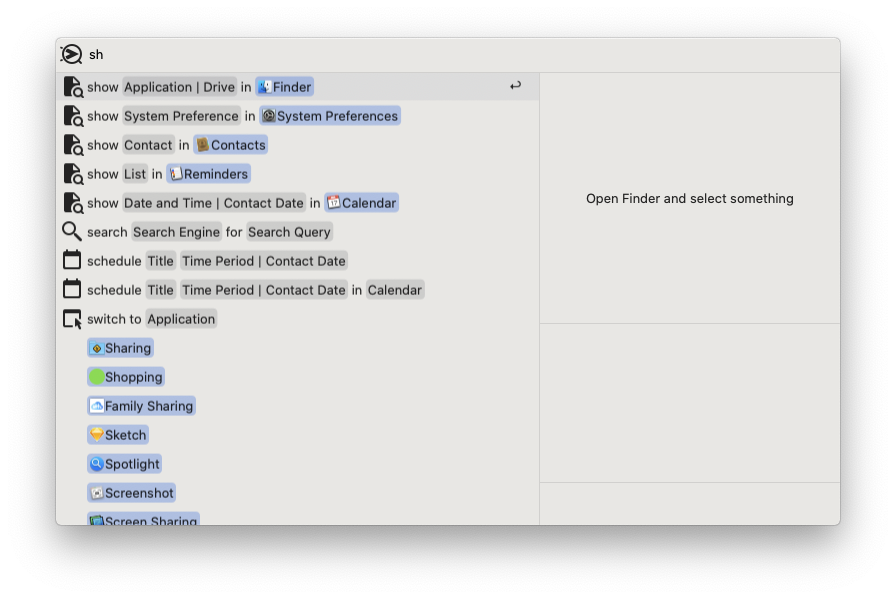 sh
show Application | Drive in Finder
show System Preference in System Preferences
show Contact in Contacts
show List in Reminders
show Date and Time | Contact Date in Calendar
search Search Engine for Search Query
schedule Title Time Period | Contact Date
schedule Title Time Period | Contact Date in Calendar
switch to Application
Sharing
Shopping
Family Sharing
Sketch
Spotlight
Screenshot
Screen Sharing
Open Finder and select something